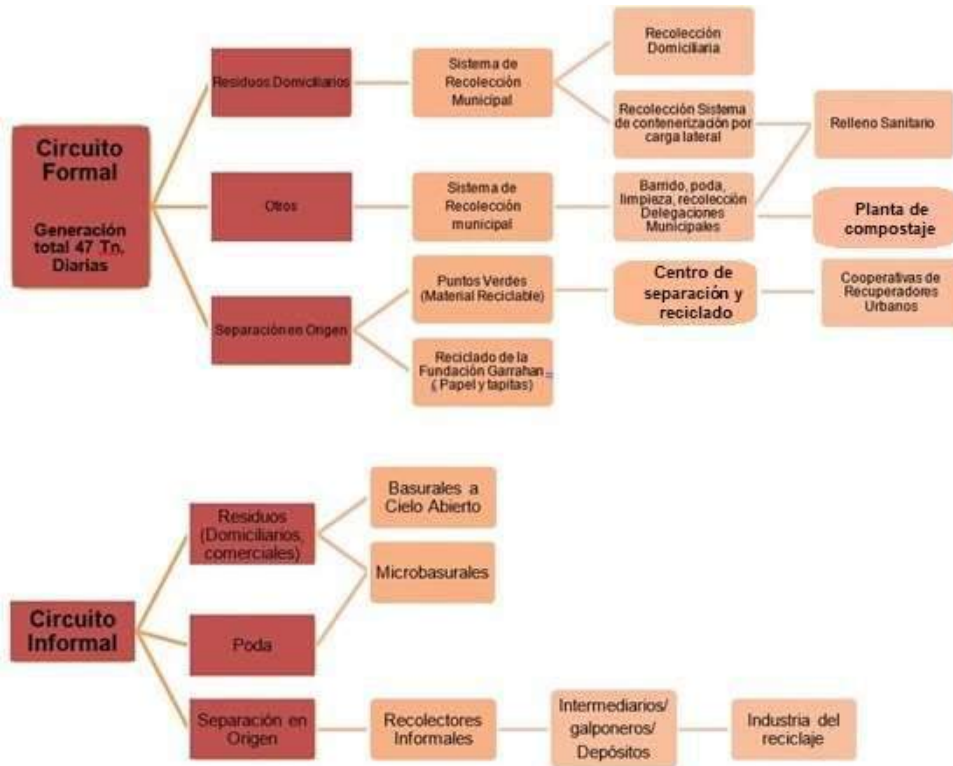 Circuito
Formal
Generación
total 47 Tn.
Diarias
Residuos Domiciliarios
Sistema de
Recolección
Municipal
Recolección
Domiciliaria
Recolección Sistema
de contenerización por
carga lateral
Relleno Sanitario
Otros
Sistema de
Recolección
municipal
Barrido, poda,
limpieza, recolección
Delegaciones
Municipales
Planta de
compostaje
Separación en Origen
Puntos Verdes
(Material Reciclable)
Centro de
separación y
reciclado
Cooperativas de
Recuperadores
Urbanos
Reciclado de la
Fundación Garrahan
( Papel y tapitas)
Circuito
Informal
Residuos
(Domiciliarios,
comerciales)
Basurales a
Cielo Abierto
Microbasurales
Poda
Separación en
Origen
Recolectores
Informales
Intermediarios/
galponeros/
Depósitos
Industria del
reciclaje